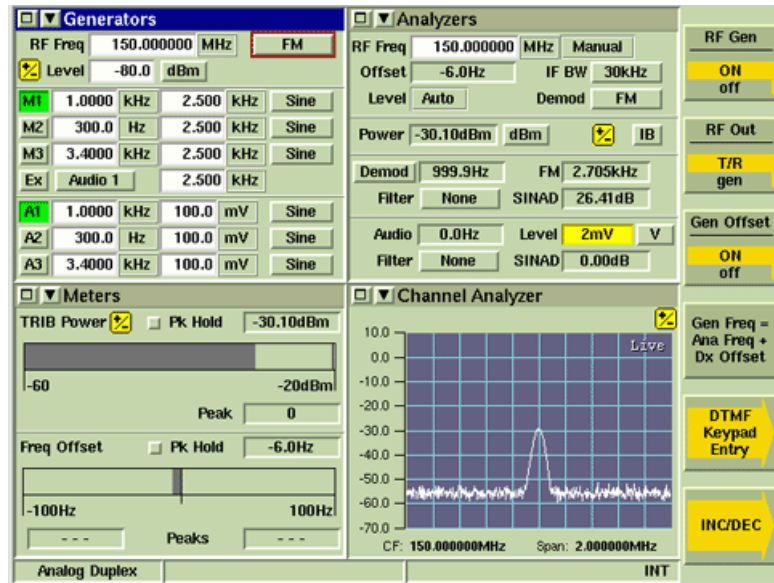 Generators
RF Freq 150.000000 MHz FM
Level -80.0 dBm
M1 1.0000 kHz 2.500 kHz Sine
M2 300.0 Hz 2.500 kHz Sine
M3 3.4000 kHz 2.500 kHz Sine
Ex Audio 1 2.500 kHz
A1 1.0000 kHz 100.0 mV Sine
A2 300.0 Hz 100.0 mV Sine
A3 3.4000 kHz 100.0 mV Sine
Analyzers
RF Freq 150.000000 MHz Manual
Offset -6.0Hz IF BW 30kHz
Level Auto Demod FM
Power -30.10dBm dBm IB
Demod 999.9Hz FM 2.705kHz
Filter None SINAD 26.41dB
Audio 0.0Hz Level 2mV V
Filter None SINAD 0.00dB
Meters
TRIB Power Pk Hold -30.10dBm
-60 -20dBm
Peak 0
Freq Offset Pk Hold -6.0Hz
-100Hz 100Hz
--- Peaks ---
Channel Analyzer
Live
10.0
0.0
-10.0
-20.0
-30.0
-40.0
-50.0
-60.0
-70.0
CF: 150.000000MHz Span: 2.000000MHz
RF Gen
ON
off
RF Out
T/R
gen
Gen Offset
ON
off
Gen Freq =
Ana Freq +
Dx Offset
DTMF
Keypad
Entry
INC/DEC
Analog Duplex INT